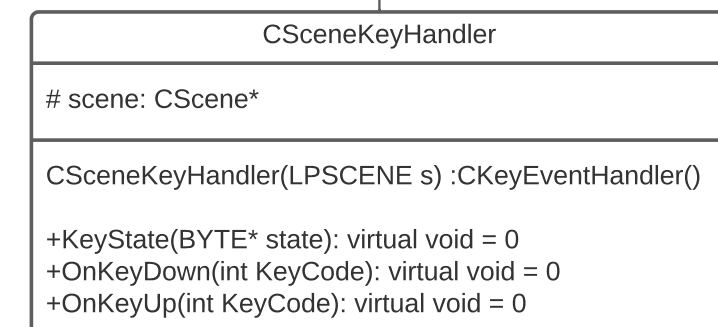 CSceneKeyHandler
# scene: CScene*
CSceneKeyHandler(LPSCENE s) :CKeyEventHandler()
+KeyState(BYTE* state): virtual void = 0
+OnKeyDown(int KeyCode): virtual void = 0
+OnKeyUp(int KeyCode): virtual void = 0